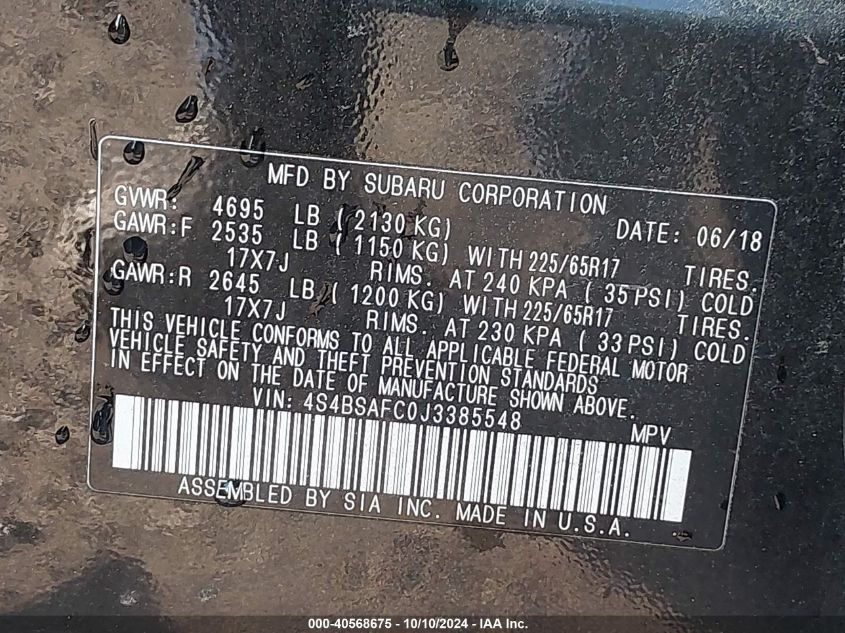 MFD BY SUBARU CORPORATION
GVWR: 4695 LB ( 2130 KG) DATE: 06/18
GAWR:F 2535 LB ( 1150 KG) WITH 225/65R17 TIRES.
17X7J RIMS. AT 240 KPA ( 35 PSI) COLD
GAWR:R 2645 LB ( 1200 KG) WITH 225/65R17 TIRES.
17X7J RIMS. AT 230 KPA ( 33 PSI) COLD
THIS VEHICLE CONFORMS TO ALL APPLICABLE FEDERAL MOTOR
VEHICLE SAFETY AND THEFT PREVENTION STANDARDS
IN EFFECT ON THE DATE OF MANUFACTURE SHOWN ABOVE.
VIN: 4S4BSAFC0J3385548 MPV
ASSEMBLED BY SIA INC. MADE IN U.S.A.
000-40568675 - 10/10/2024 - IAA Inc.